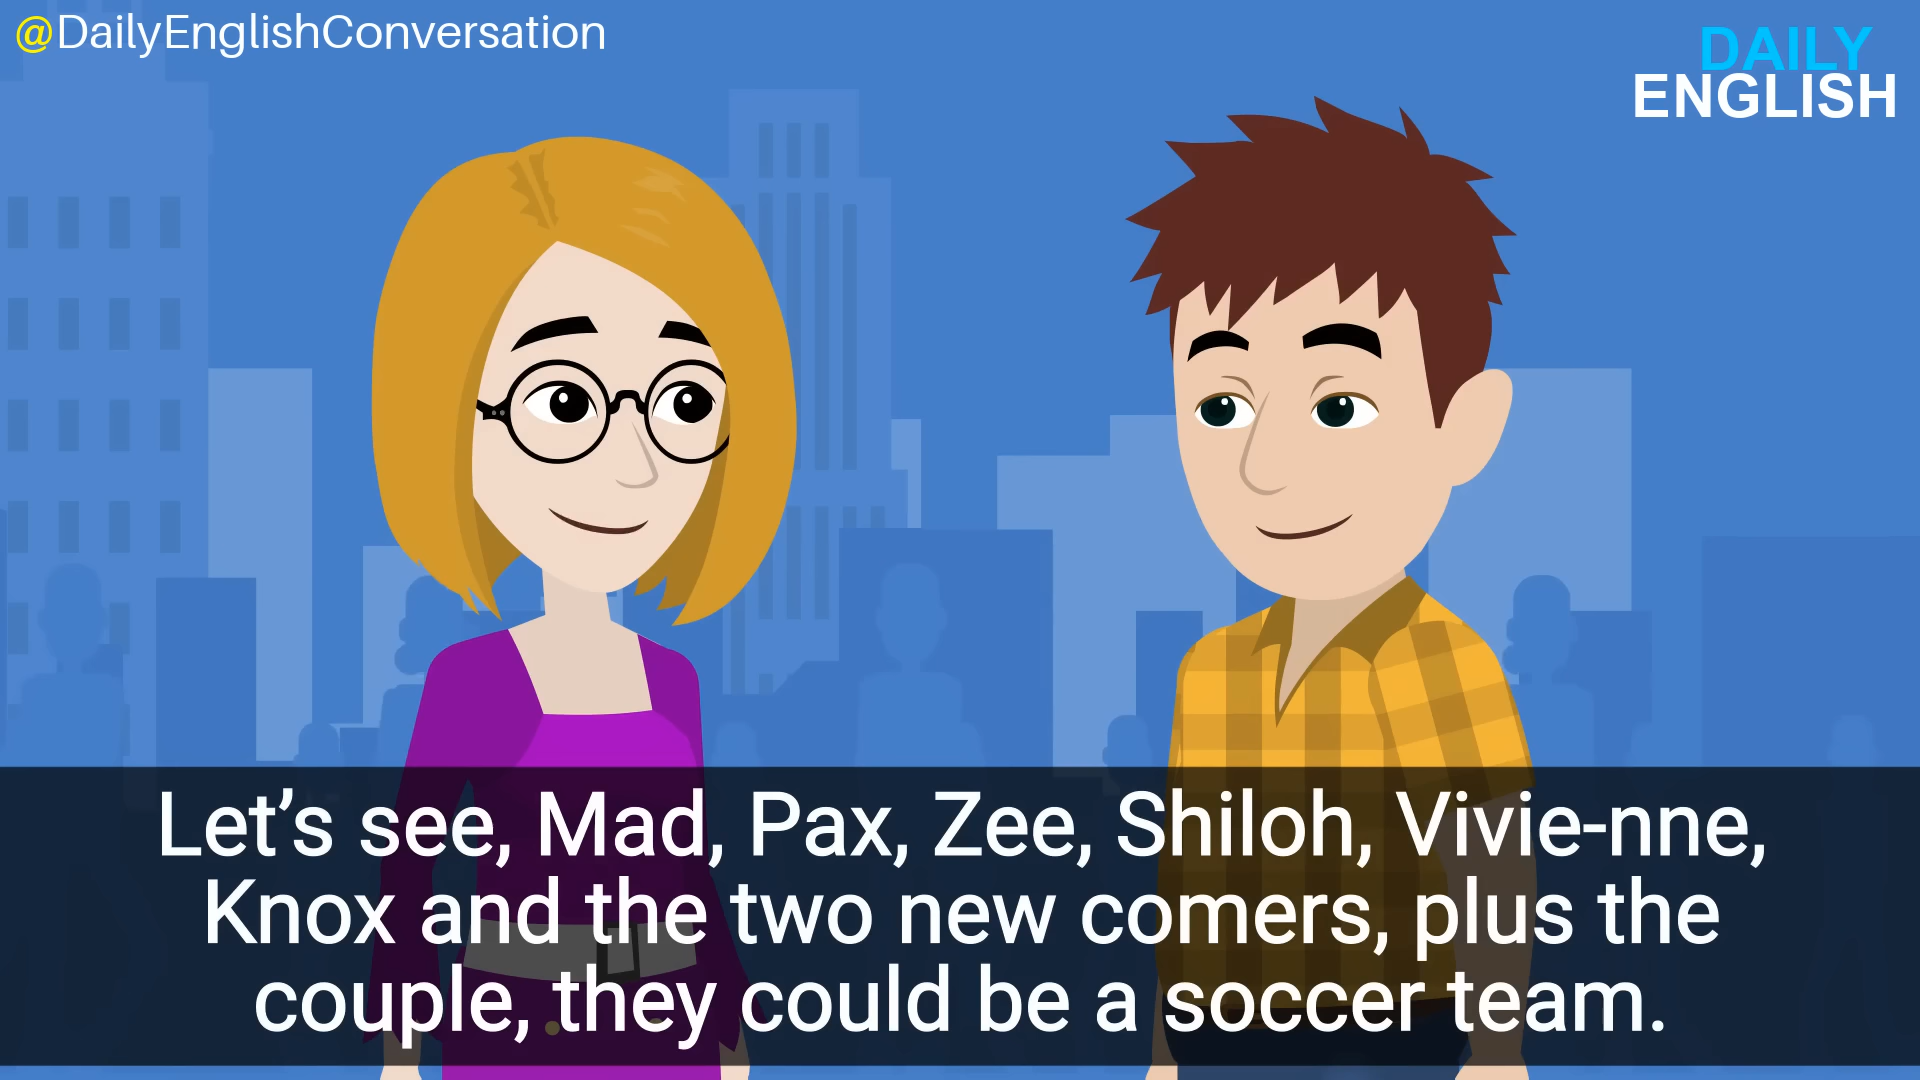 @DailyEnglishConversation
DAILY
ENGLISH
Let’s see, Mad, Pax, Zee, Shiloh, Vivie-nne,
Knox and the two new comers, plus the
couple, they could be a soccer team.